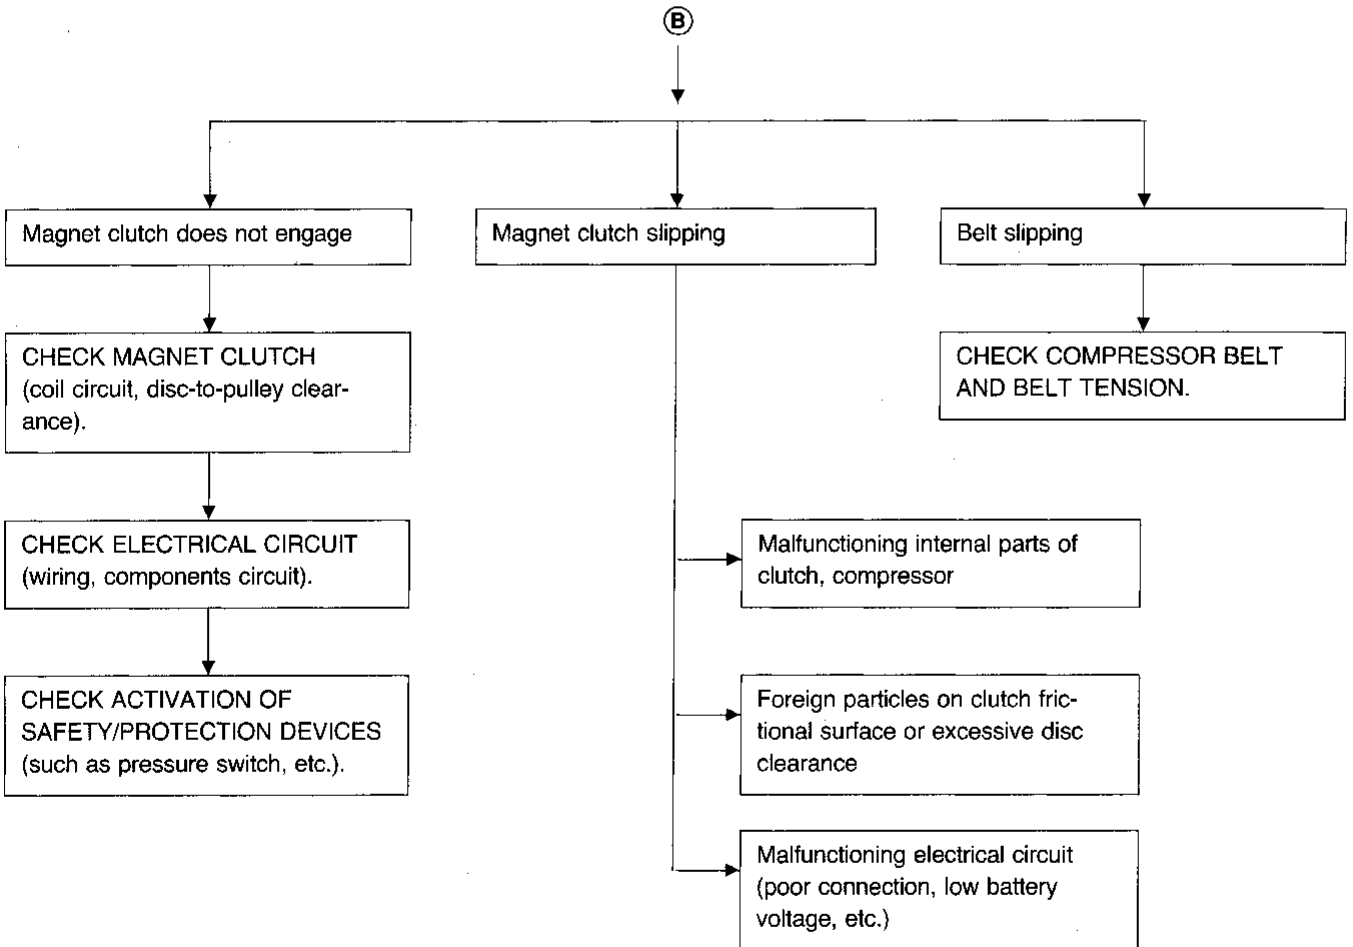 B
Magnet clutch does not engage
Magnet clutch slipping
Belt slipping
CHECK MAGNET CLUTCH
(coil circuit, disc-to-pulley clear-
ance).
CHECK COMPRESSOR BELT
AND BELT TENSION.
CHECK ELECTRICAL CIRCUIT
(wiring, components circuit).
Malfunctioning internal parts of
clutch, compressor
CHECK ACTIVATION OF
SAFETY/PROTECTION DEVICES
(such as pressure switch, etc.).
Foreign particles on clutch fric-
tional surface or excessive disc
clearance
Malfunctioning electrical circuit
(poor connection, low battery
voltage, etc.)